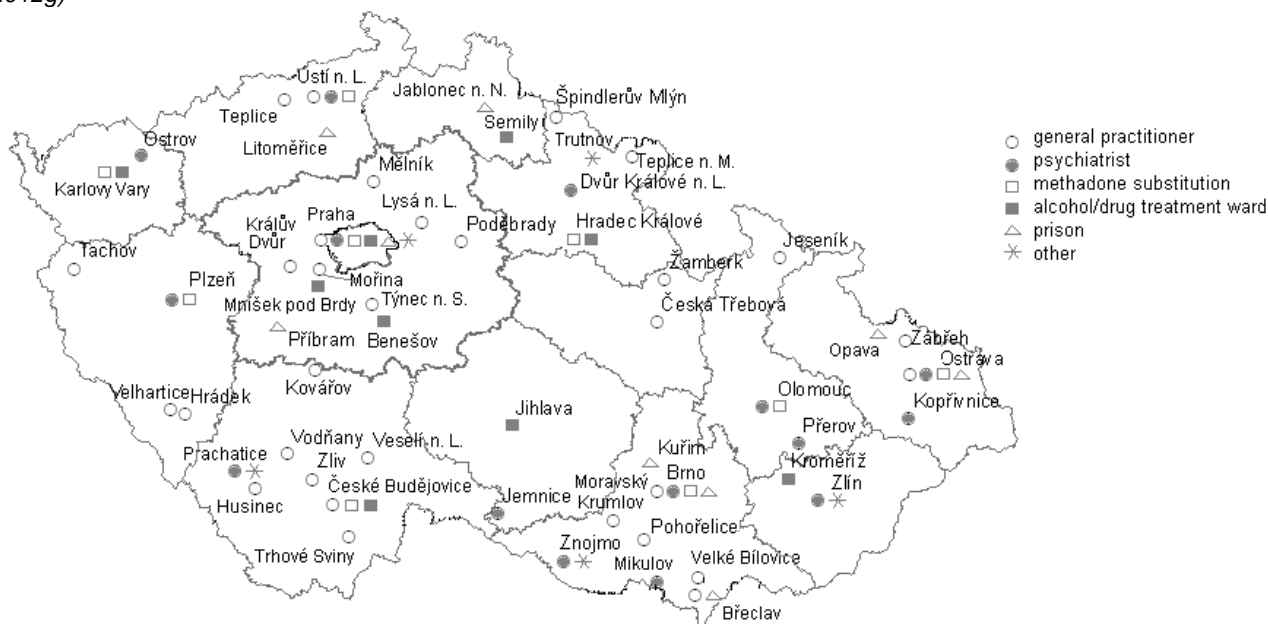 012g)
Ústí n. L.
Teplice
Jablonec n. N.
Špindlerův Mlýn
Semily
Trutnov
Ostrov
Litoměřice
Teplice n. M.
Karlovy Vary
Mělník
Dvůr Králové n. L.
Lysá n. L.
Králův
Dvůr
Praha
Poděbrady
Hradec Králové
Jeseník
Tachov
Plzeň
Mořina
Žamberk
Mníšek pod Brdy
Týnec n. S.
Česká Třebová
Příbram
Benešov
Opava
Zábřeh
Ostrava
Kovářov
Velhartice
Hrádek
Jihlava
Olomouc
Kopřivnice
Přerov
Vodňany
Veselí n. L.
Kuřim
Prachatice
Zliv
Brno
Kroměříž
České Budějovice
Moravský
Krumlov
Zlín
Husinec
Jemnice
Pohořelice
Trhové Sviny
Znojmo
Mikulov
Velké Bílovice
Břeclav
general practitioner
psychiatrist
methadone substitution
alcohol/drug treatment ward
prison
other